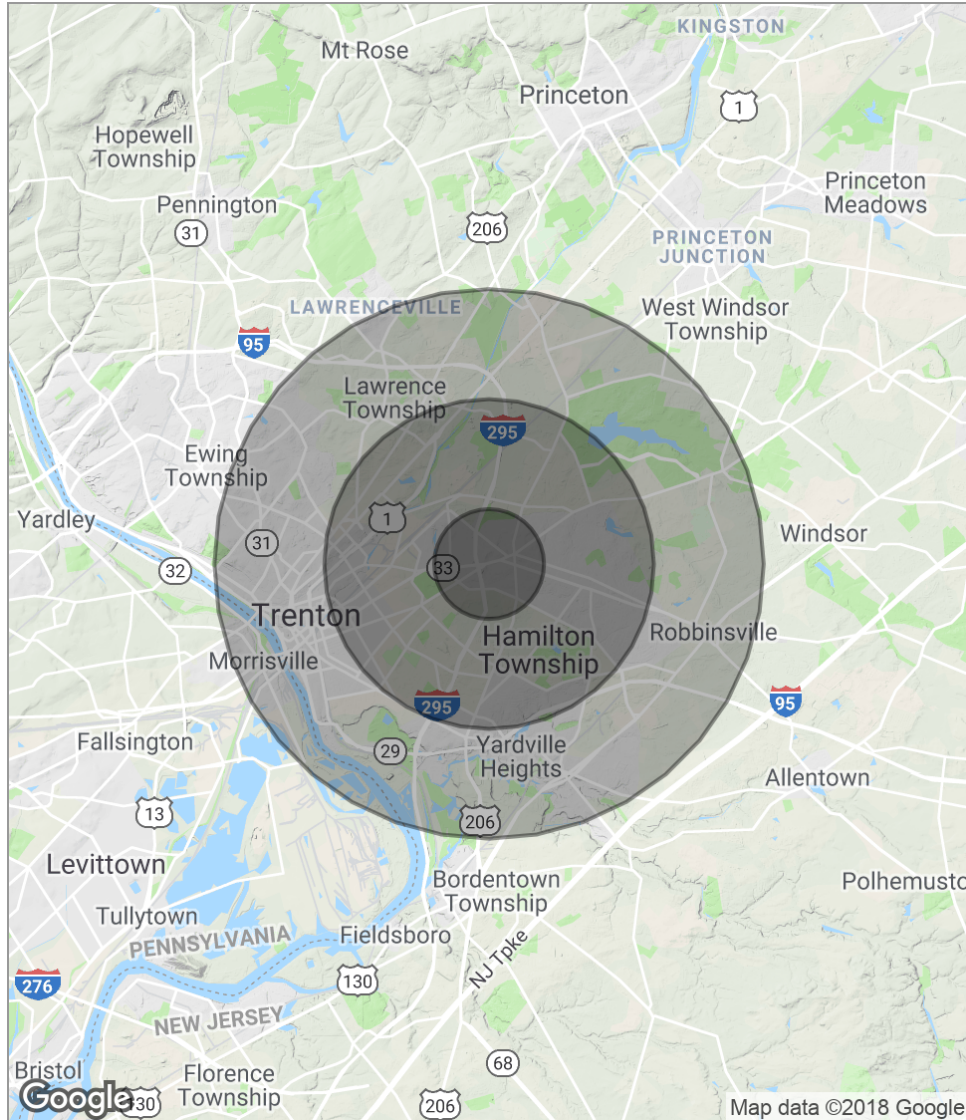 KINGSTON
Mt Rose
Princeton
1
Hopewell
Township
Princeton
Meadows
Pennington
31
206
PRINCETON
JUNCTION
LAWRENCEVILLE
West Windsor
Township
95
Lawrence
Township
295
Ewing
Township
Yardley
1
31
Windsor
32
33
Trenton
Hamilton
Township
Robbinsville
Morrisville
295
95
Fallsington
29
Yardville
Heights
Allentown
13
206
Levittown
Bordentown
Township
Polhemusto
Tullytown
PENNSYLVANIA
Fieldsboro
NJ Tpke
276
130
NEW JERSEY
68
Bristol
Florence
Township
Google
130
206
Map data ©2018 Google